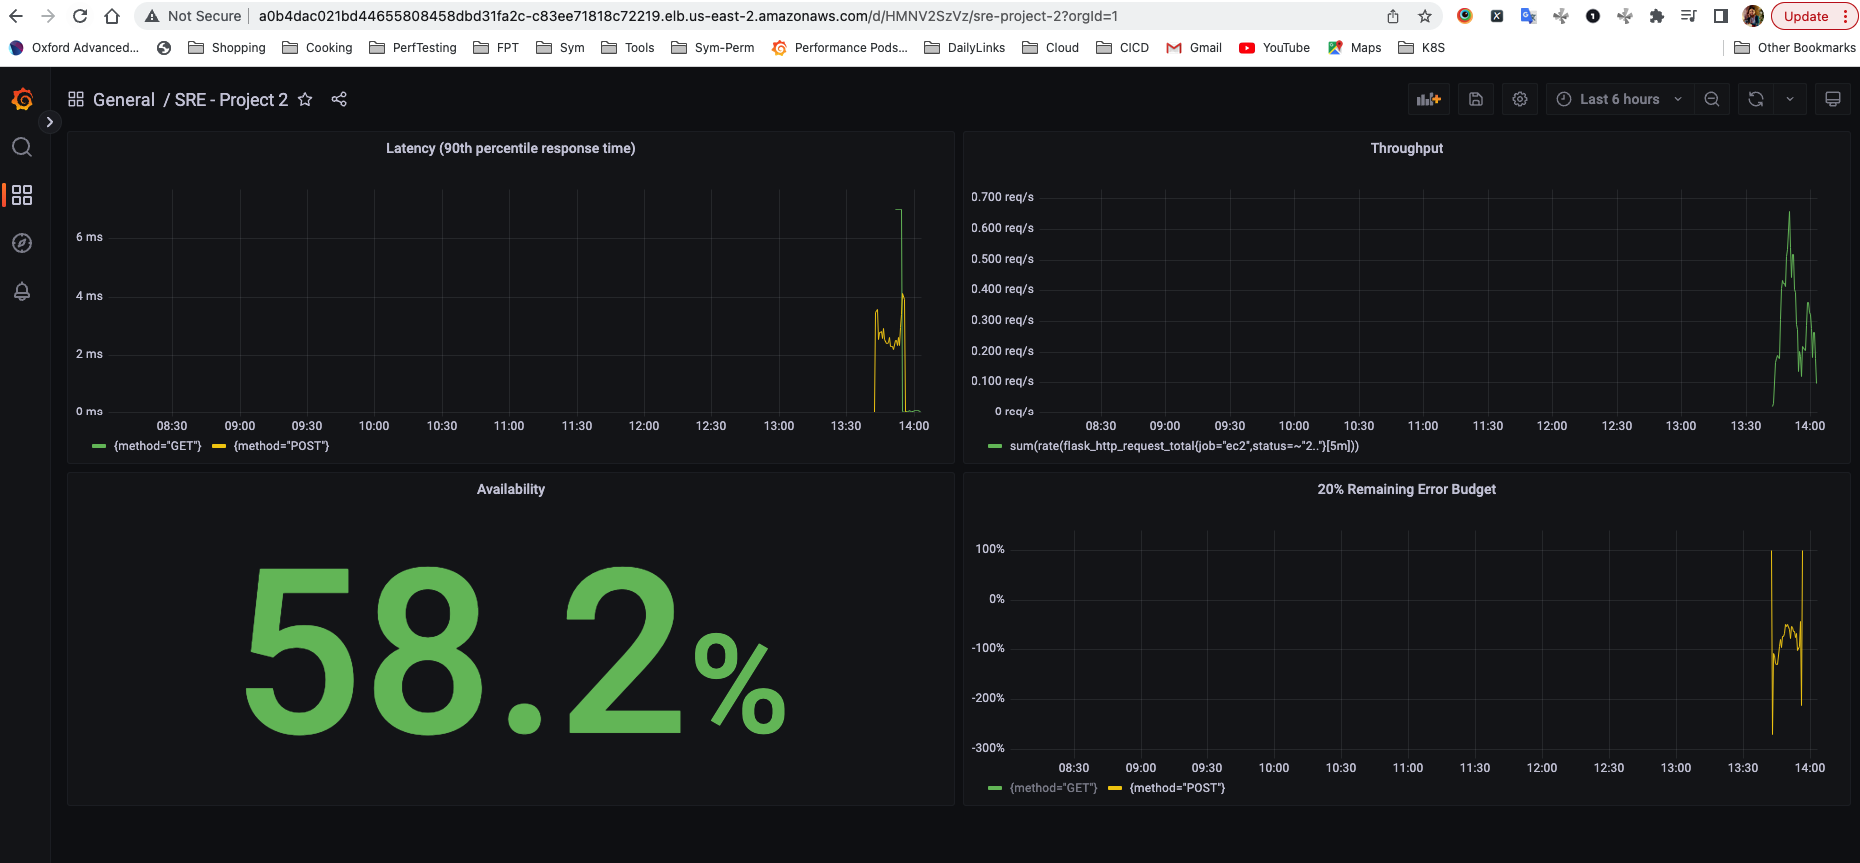 Not Secure a0b4dac021bd44655808458dbd31fa2c-c83ee71818c72219.elb.us-east-2.amazonaws.com/d/HMNV2SzVz/sre-project-2?orgId=1
Update
Oxford Advanced... Shopping Cooking PerfTesting FPT Sym Tools Sym-Perm Performance Pods... DailyLinks Cloud CICD Gmail YouTube Maps K8S Other Bookmarks
General / SRE - Project 2
Last 6 hours
Latency (90th percentile response time)
6 ms
4 ms
2 ms
0 ms
08:30 09:00 09:30 10:00 10:30 11:00 11:30 12:00 12:30 13:00 13:30 14:00
{method="GET"} {method="POST"}
Throughput
0.700 req/s
0.600 req/s
0.500 req/s
0.400 req/s
0.300 req/s
0.200 req/s
0.100 req/s
0 req/s
08:30 09:00 09:30 10:00 10:30 11:00 11:30 12:00 12:30 13:00 13:30 14:00
sum(rate(flask_http_request_total{job="ec2",status=~"2.."}[5m]))
Availability
58.2%
20% Remaining Error Budget
100%
0%
-100%
-200%
-300%
08:30 09:00 09:30 10:00 10:30 11:00 11:30 12:00 12:30 13:00 13:30 14:00
{method="GET"} {method="POST"}